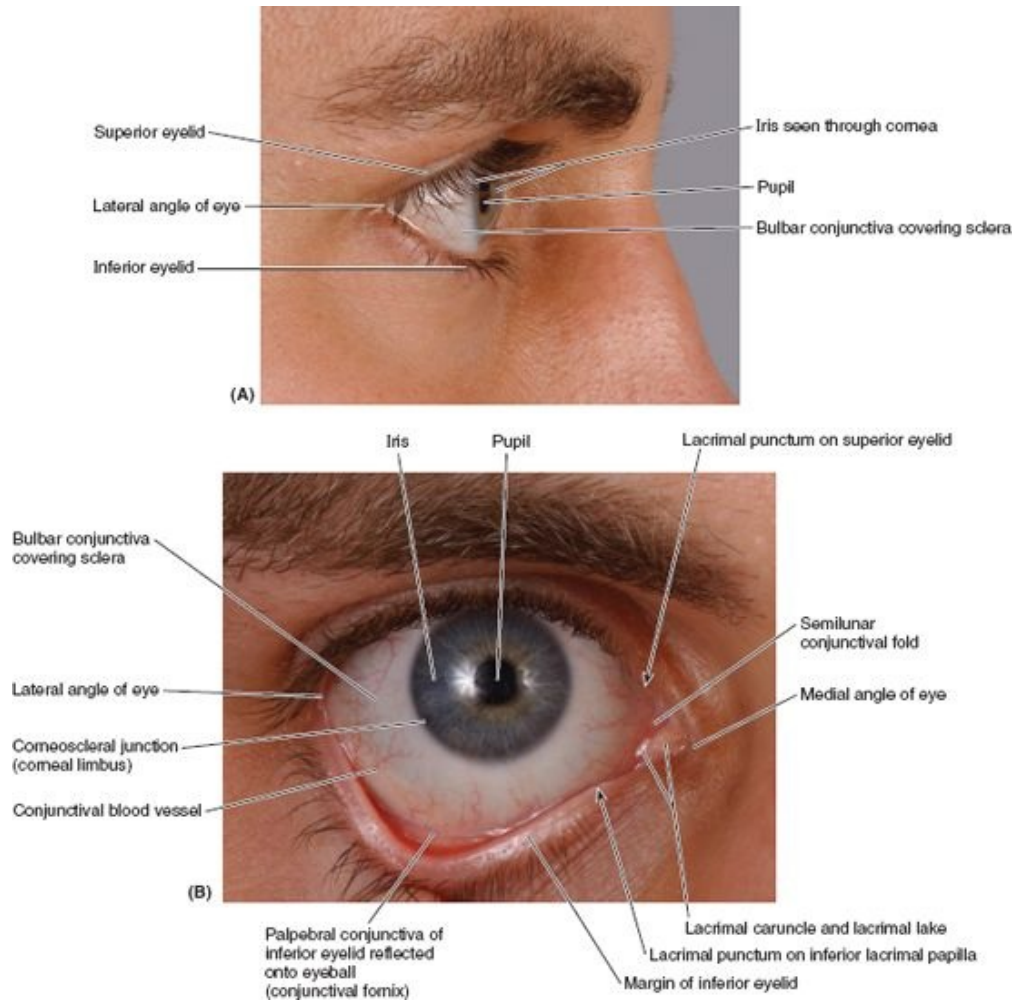 Superior eyelid
Lateral angle of eye
Inferior eyelid
Iris seen through cornea
Pupil
Bulbar conjunctiva covering sclera
(A)
Iris
Pupil
Lacrimal punctum on superior eyelid
Bulbar conjunctiva
covering sclera
Lateral angle of eye
Corneoscleral junction
(corneal limbus)
Conjunctival blood vessel
Semilunar
conjunctival fold
Medial angle of eye
(B)
Palpebral conjunctiva of
inferior eyelid reflected
onto eyeball
(conjunctival fornix)
Lacrimal caruncle and lacrimal lake
Lacrimal punctum on inferior lacrimal papilla
Margin of inferior eyelid